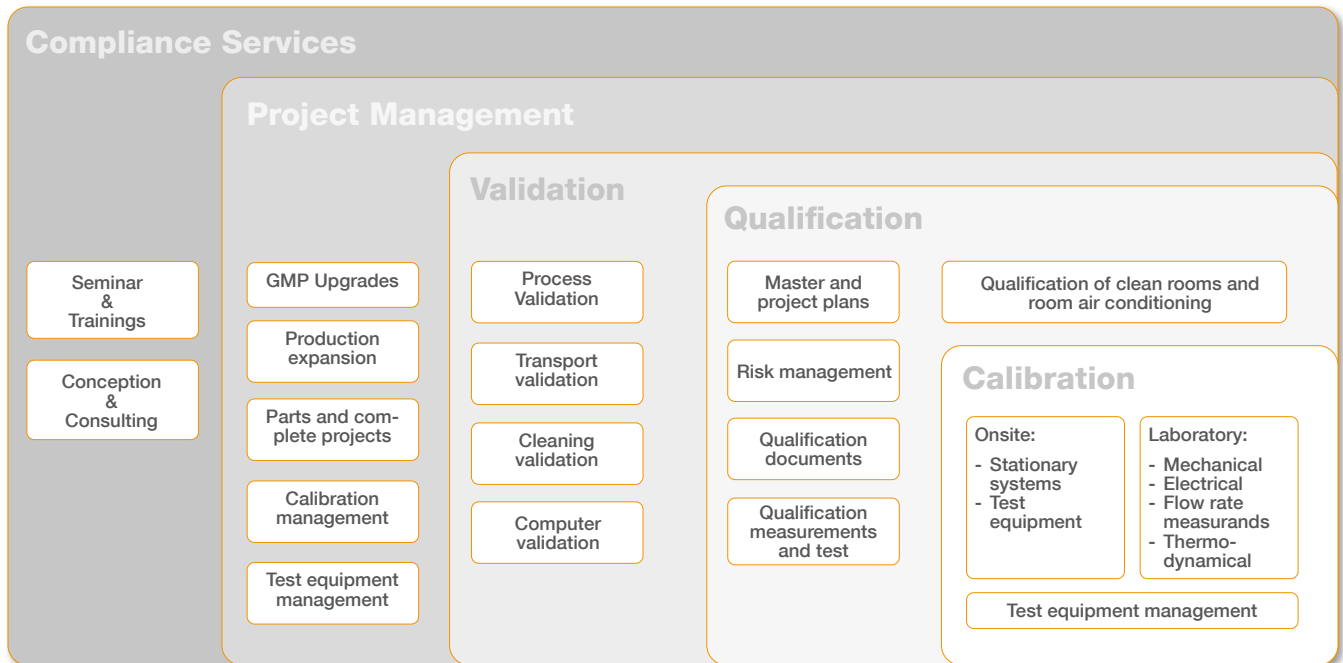 Compliance Services
Project Management
Validation
Qualification
Seminar
&
Trainings
Conception
&
Consulting
GMP Upgrades
Production
expansion
Parts and com-
plete projects
Calibration
management
Test equipment
management
Process
Validation
Transport
validation
Cleaning
validation
Computer
validation
Master and
project plans
Risk management
Qualification
documents
Qualification
measurements
and test
Qualification of clean rooms and
room air conditioning
Calibration
Onsite:
- Stationary
systems
- Test
equipment
Laboratory:
- Mechanical
- Electrical
- Flow rate
measurands
- Thermo-
dynamical
Test equipment management